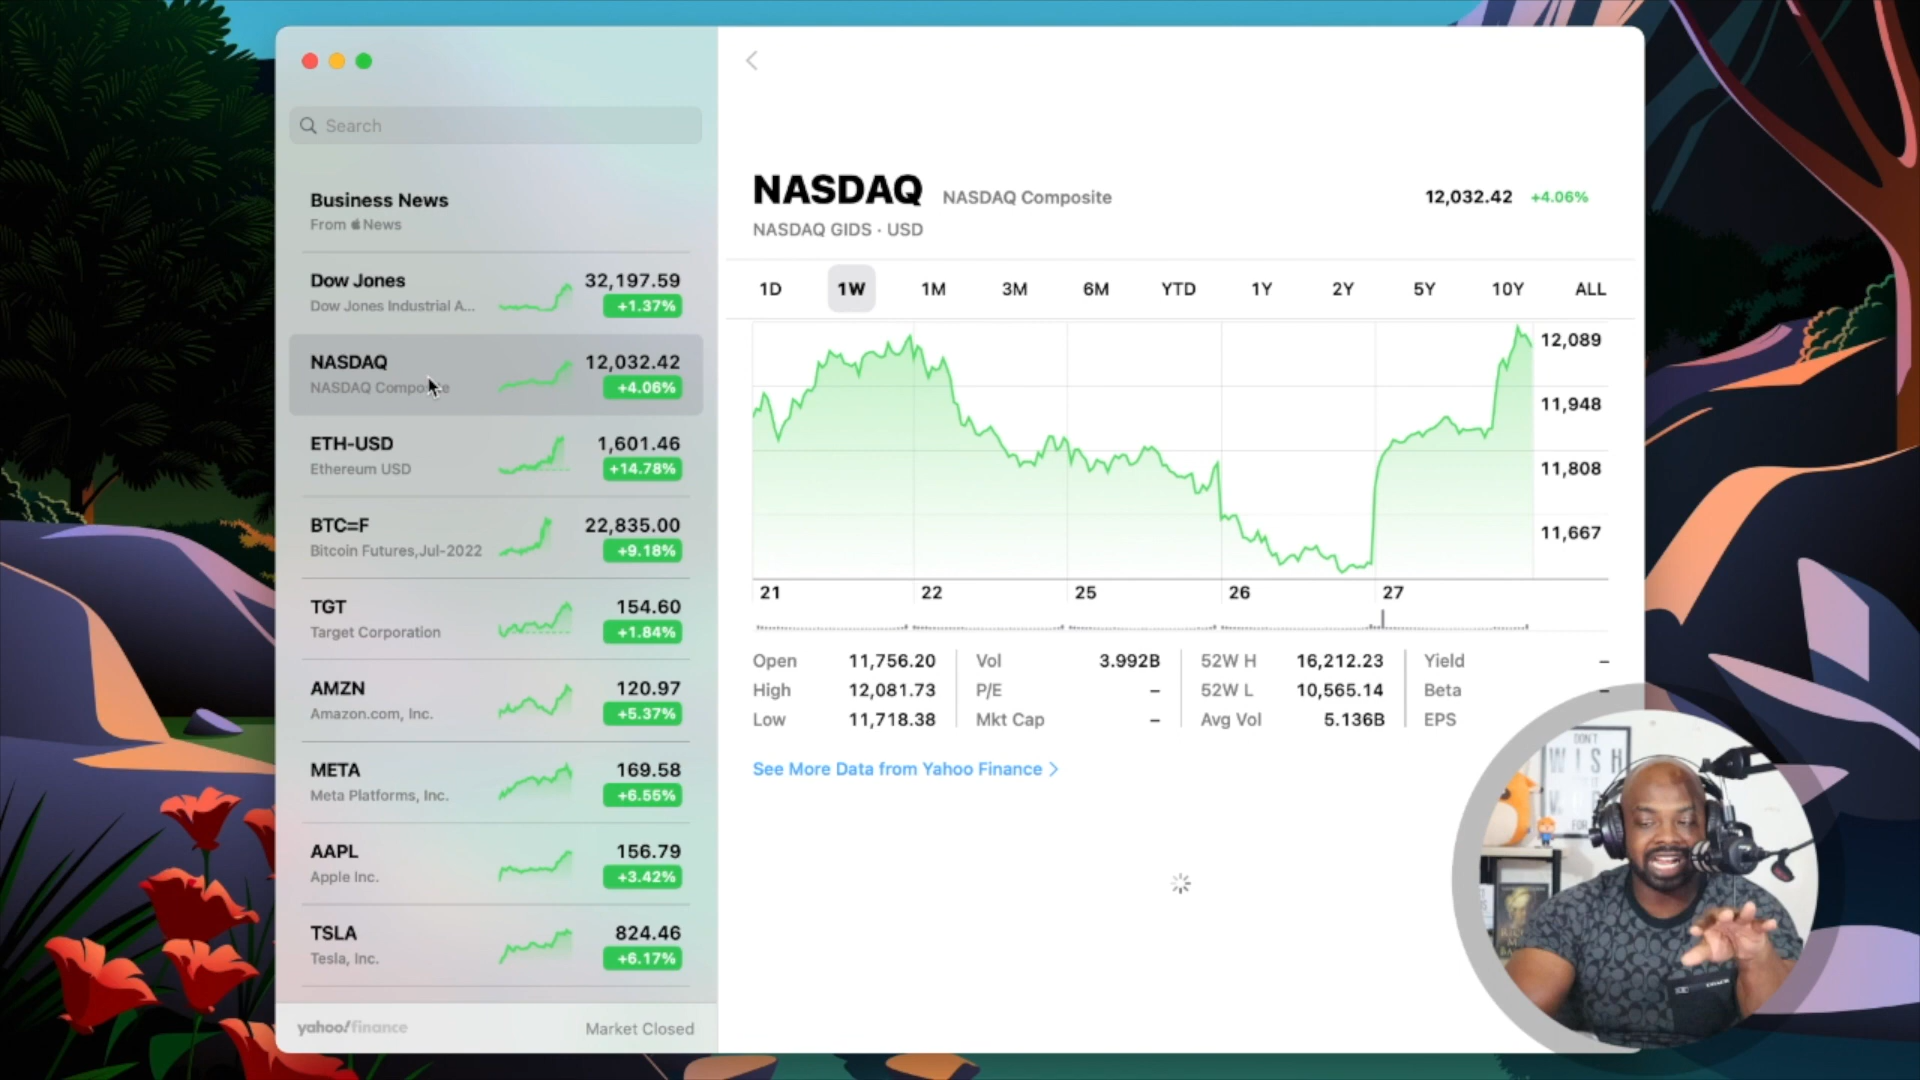 Search
Business News
From News
Dow Jones 32,197.59
Dow Jones Industrial A... +1.37%
NASDAQ 12,032.42
NASDAQ Compo +4.06%
ETH-USD 1,601.46
Ethereum USD +14.78%
BTC=F 22,835.00
Bitcoin Futures,Jul-2022 +9.18%
TGT 154.60
Target Corporation +1.84%
AMZN 120.97
Amazon.com, Inc. +5.37%
META 169.58
Meta Platforms, Inc. +6.55%
AAPL 156.79
Apple Inc. +3.42%
TSLA 824.46
Tesla, Inc. +6.17%
yahoo!finance Market Closed
NASDAQ NASDAQ Composite 12,032.42 +4.06%
NASDAQ GIDS · USD
1D 1W 1M 3M 6M YTD 1Y 2Y 5Y 10Y ALL
12,089
11,948
11,808
11,667
21 22 25 26 27
Open 11,756.20 Vol 3.992B 52W H 16,212.23 Yield –
High 12,081.73 P/E – 52W L 10,565.14 Beta –
Low 11,718.38 Mkt Cap – Avg Vol 5.136B EPS
See More Data from Yahoo Finance >
DON'T
WISH
FOR
COACH